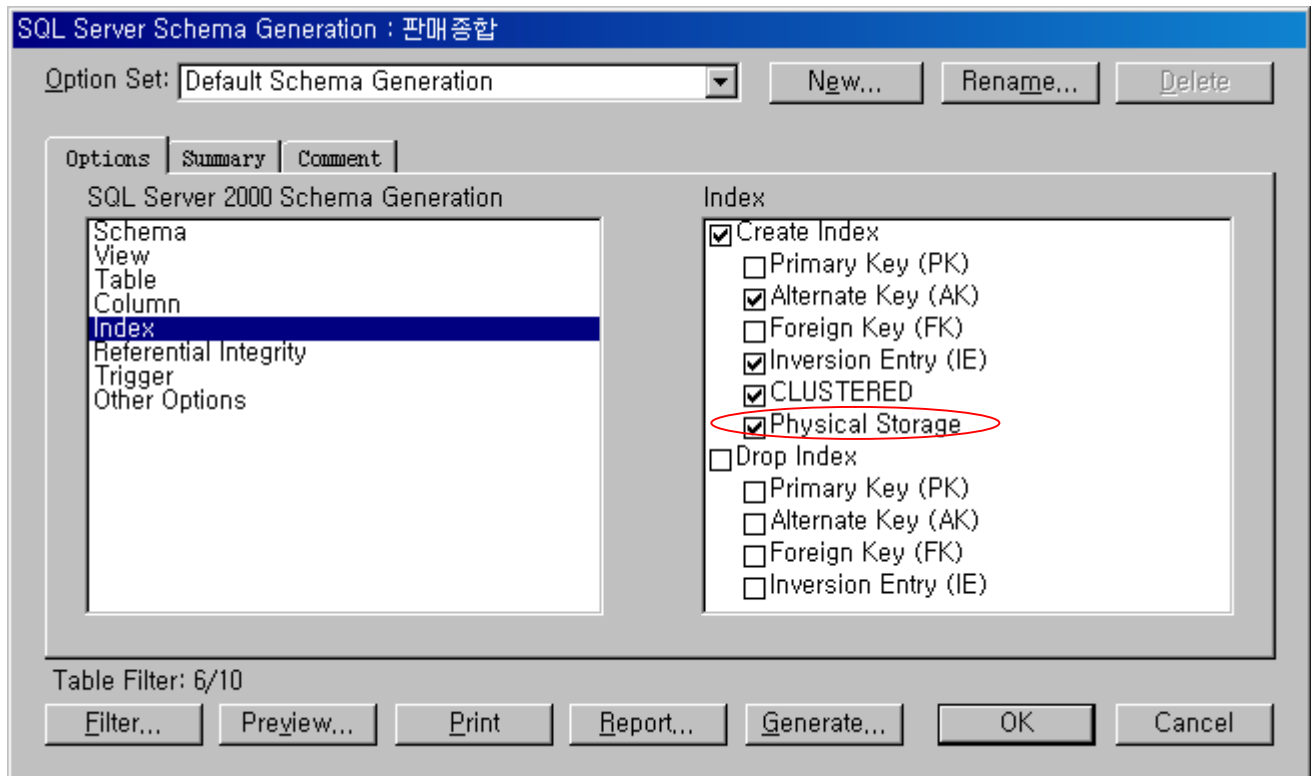 SQL Server Schema Generation : 판매종합
Option Set: Default Schema Generation New... Rename... Delete
Options Summary Comment
SQL Server 2000 Schema Generation
Schema
View
Table
Column
Index
Referential Integrity
Trigger
Other Options
Index
Create Index
Primary Key (PK)
Alternate Key (AK)
Foreign Key (FK)
Inversion Entry (IE)
CLUSTERED
Physical Storage
Drop Index
Primary Key (PK)
Alternate Key (AK)
Foreign Key (FK)
Inversion Entry (IE)
Table Filter: 6/10
Filter... Preview... Print Report... Generate... OK Cancel